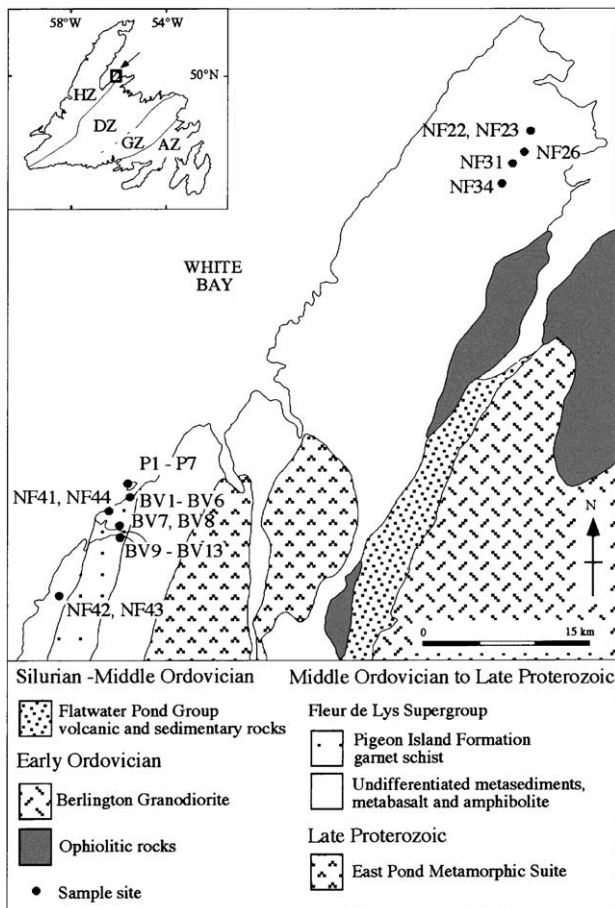 58°W 54°W
50°N
HZ
DZ
GZ
AZ
NF22, NF23
NF26
NF31
NF34
WHITE
BAY
P1 - P7
NF41, NF44
BV1- BV6
BV7, BV8
BV9 - BV13
NF42, NF43
N
0 15 km
Silurian -Middle Ordovician
Flatwater Pond Group
volcanic and sedimentary rocks
Early Ordovician
Berlington Granodiorite
Ophiolitic rocks
Sample site
Middle Ordovician to Late Proterozoic
Fleur de Lys Supergroup
Pigeon Island Formation
garnet schist
Undifferentiated metasediments,
metabasalt and amphibolite
Late Proterozoic
East Pond Metamorphic Suite